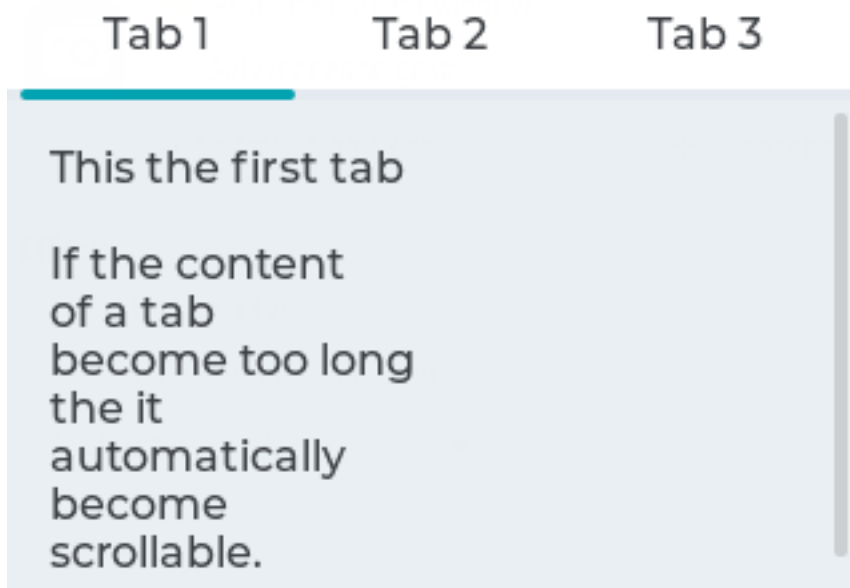 Tab 1 Tab 2 Tab 3
This the first tab
If the content
of a tab
become too long
the it
automatically
become
scrollable.